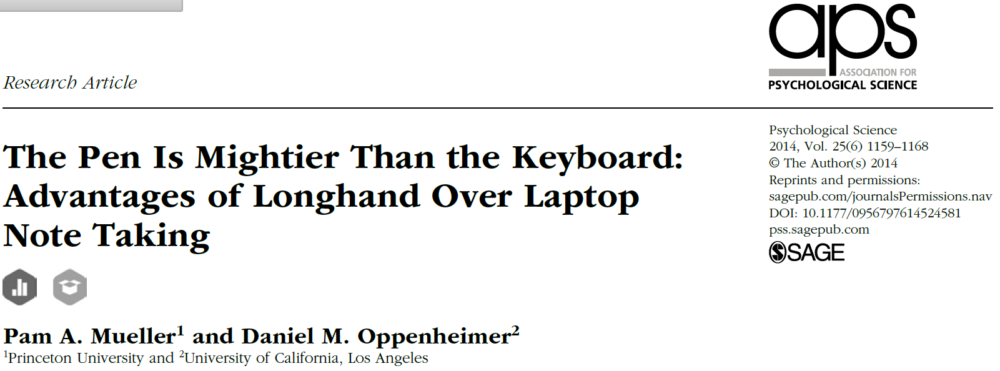 aps
ASSOCIATION FOR
PSYCHOLOGICAL SCIENCE
Research Article
The Pen Is Mightier Than the Keyboard:
Advantages of Longhand Over Laptop
Note Taking
Psychological Science
2014, Vol. 25(6) 1159–1168
© The Author(s) 2014
Reprints and permissions:
sagepub.com/journalsPermissions.nav
DOI: 10.1177/0956797614524581
pss.sagepub.com
SAGE
Pam A. Mueller¹ and Daniel M. Oppenheimer²
¹Princeton University and ²University of California, Los Angeles